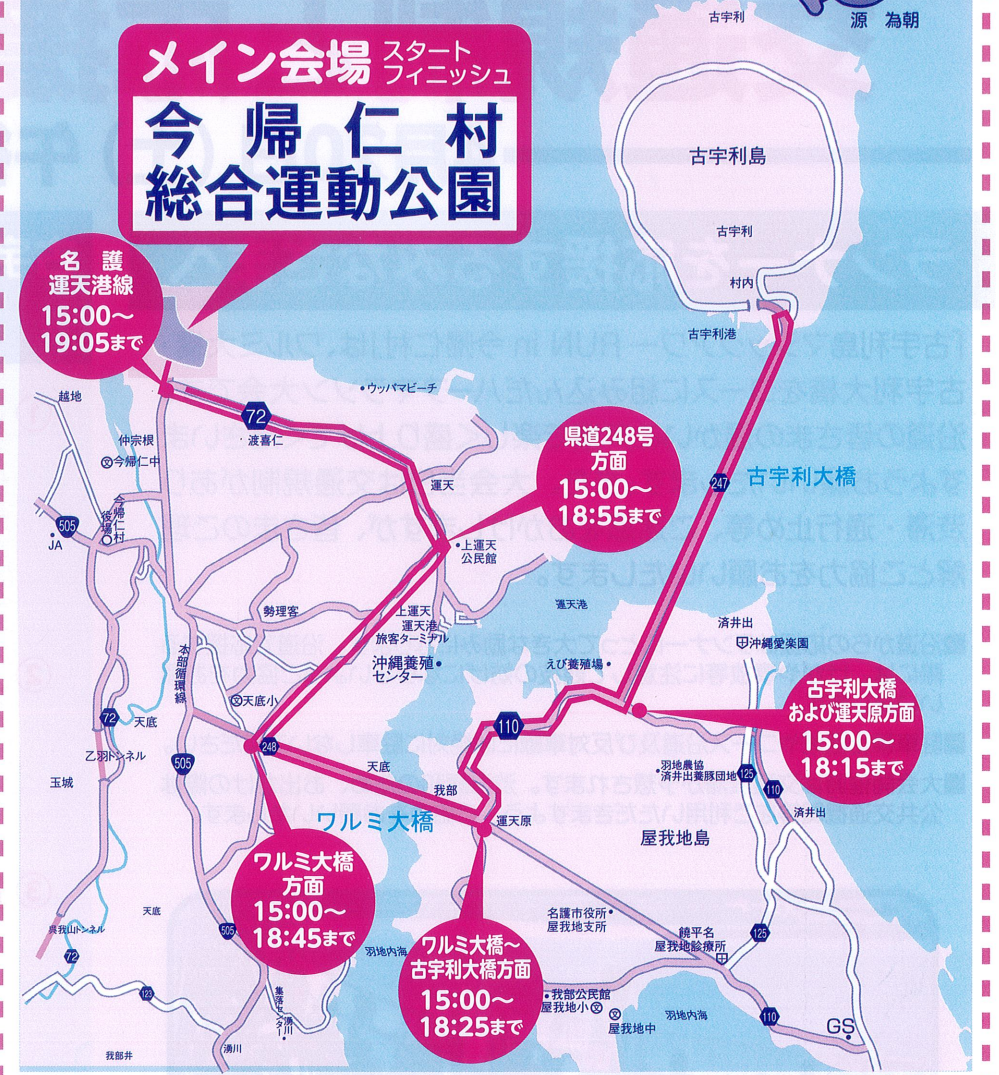 古宇利
源 為朝
メイン会場 スタート
フィニッシュ
今帰仁村
総合運動公園
古宇利島
古宇利
村内
古宇利港
名護
運天港線
15:00〜
19:05まで
越地
ウッパマビーチ
72
渡喜仁
仲宗根
今帰仁中
運天
県道248号
方面
15:00〜
18:55まで
247
古宇利大橋
505
JA
今帰仁村
役場
上運天
公民館
運天港
勢理客
上運天
運天港
旅客ターミナル
沖縄養殖
センター
済井出
沖縄愛楽園
えび養殖場
本部循環線
天底小
72
天底
乙羽トンネル
玉城
505
248
天底
我部
110
古宇利大橋
および運天原方面
15:00〜
18:15まで
羽地農協
済井出養豚団地
125
110
済井出
ワルミ大橋
運天原
屋我地島
ワルミ大橋
方面
15:00〜
18:45まで
天底
呉我山トンネル
72
505
羽地内海
ワルミ大橋〜
古宇利大橋方面
15:00〜
18:25まで
名護市役所
屋我地支所
饒平名
屋我地診療所
125
123
集落センター
湧川
我部公民館
屋我地小
屋我地中
羽地内海
110
GS
我部井
湧川